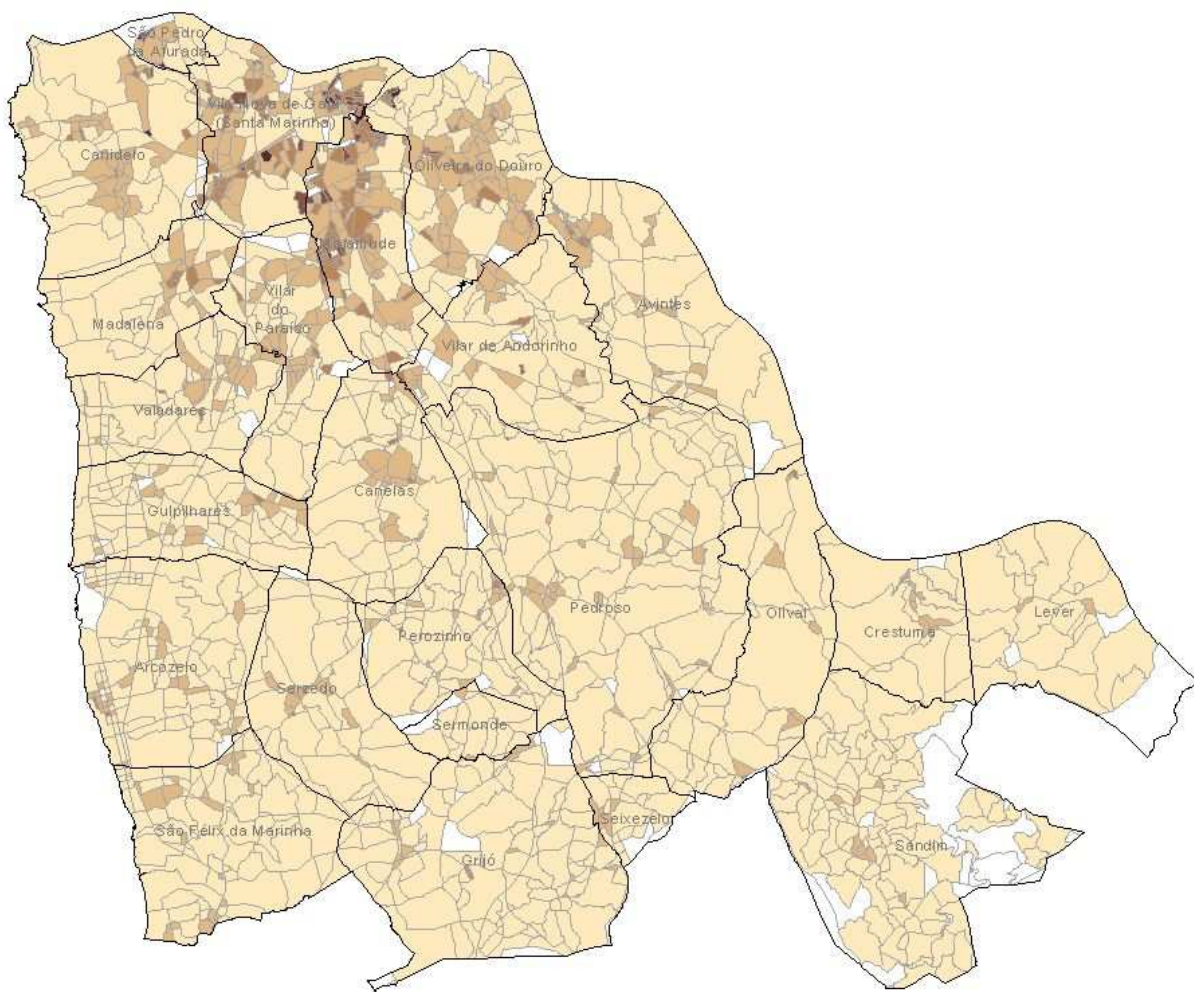 São Pedro
da Afurada
Vila Nova de Gaia
(Santa Marinha)
Canidelo
Oliveira do Douro
Mafamude
Vilar
do
Paraíso
Madalena
Avintes
Vilar de Andorinho
Valadares
Canelas
Gulpilhares
Pedroso
Olival
Crestuma
Lever
Perozinho
Arcozelo
Serzedo
Sermonde
São Félix da Marinha
Grijó
Seixezelo
Sandim